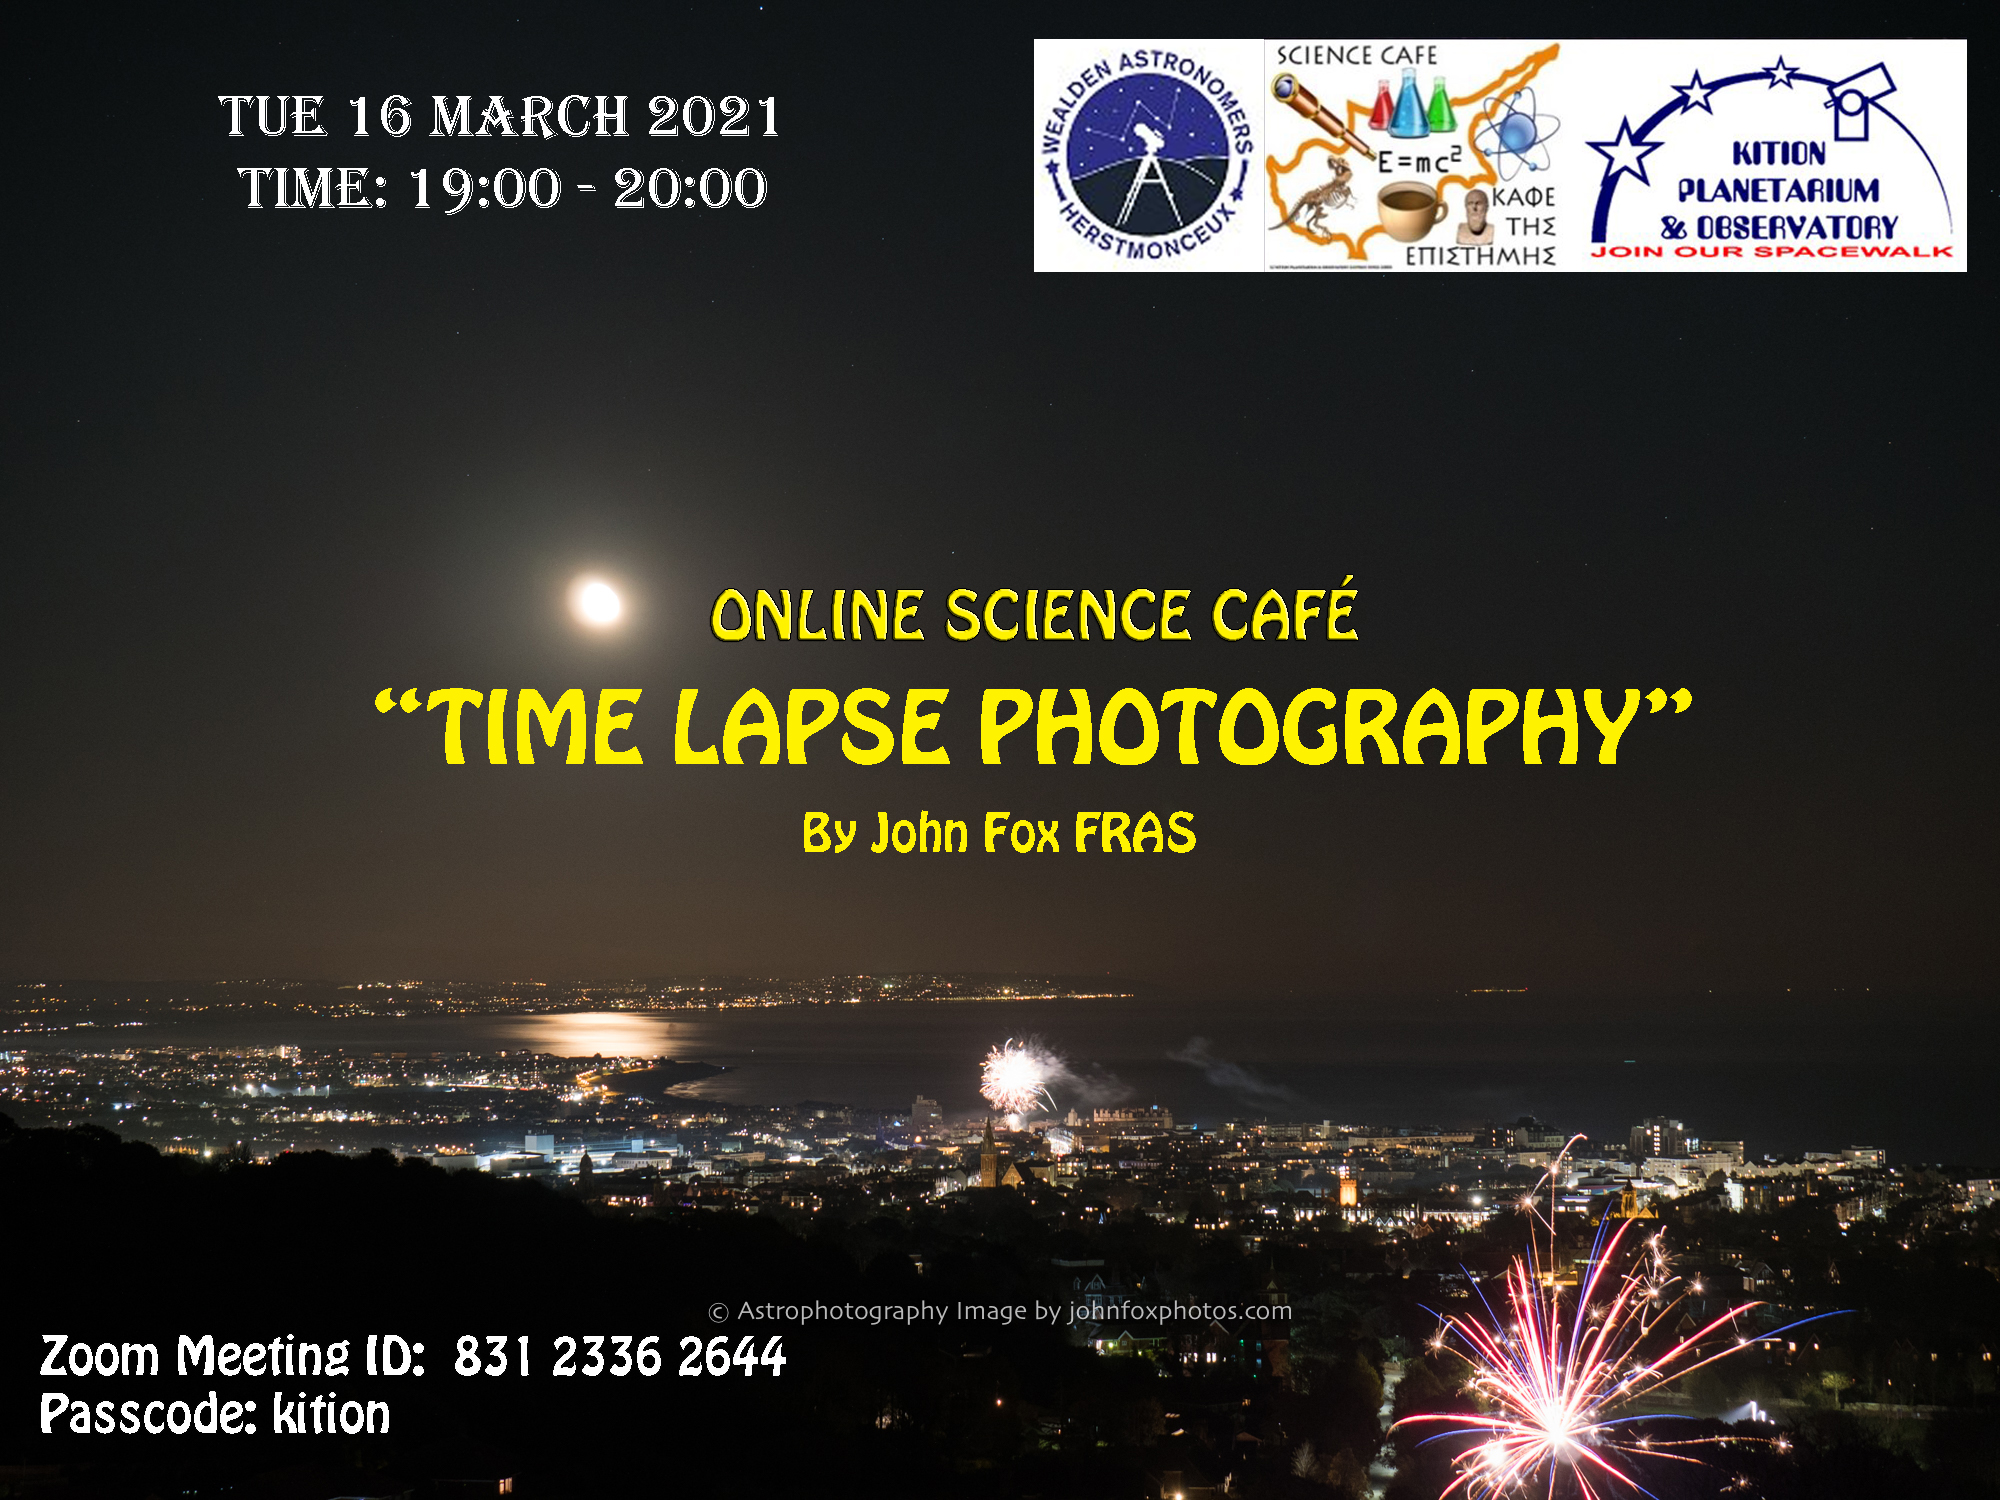 TUE 16 MARCH 2021
TIME: 19:00 - 20:00
WEALDEN ASTRONOMERS
HERSTMONCEUX
SCIENCE CAFE
E=mc²
ΚΑΦΕ
ΤΗΣ
ΕΠΙΣΤΗΜΗΣ
KITION
PLANETARIUM
& OBSERVATORY
JOIN OUR SPACEWALK
ONLINE SCIENCE CAFÉ
“TIME LAPSE PHOTOGRAPHY”
By John Fox FRAS
© Astrophotography Image by johnfoxphotos.com
Zoom Meeting ID:  831 2336 2644
Passcode: kition